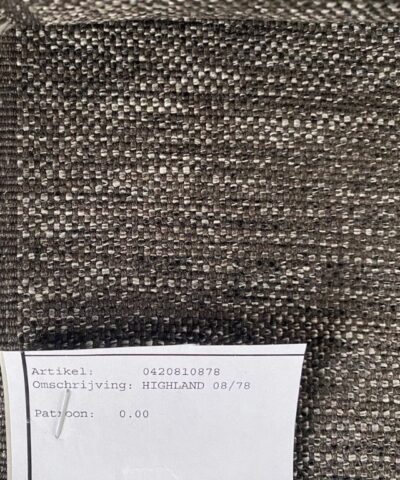 Artikel: 0420810878
Omschrijving: HIGHLAND 08/78
Patroon: 0.00